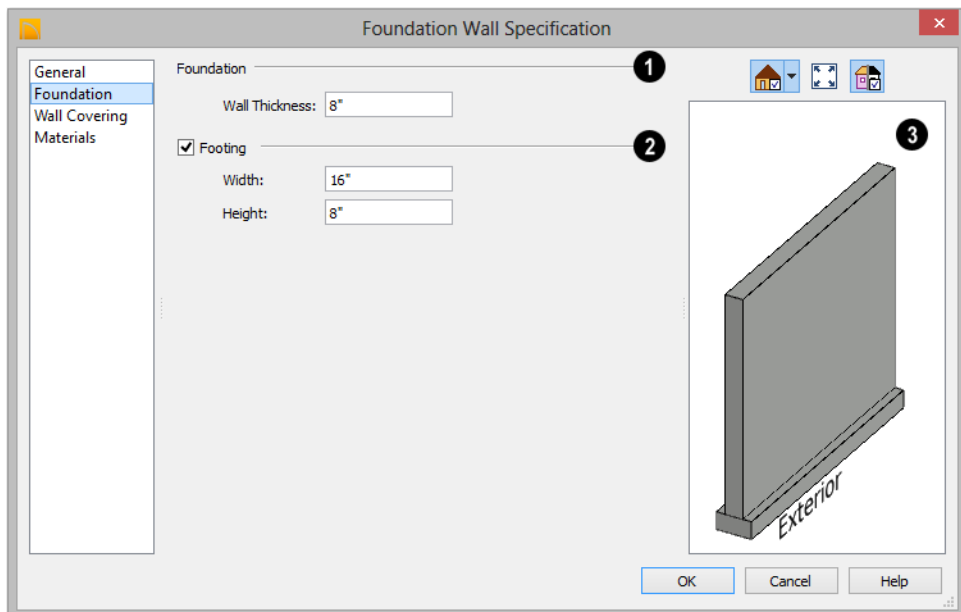 Foundation Wall Specification
General
Foundation
Wall Covering
Materials
Foundation 1
Wall Thickness: 8"
Footing 2
Width: 16"
Height: 8"
3
Exterior
OK Cancel Help